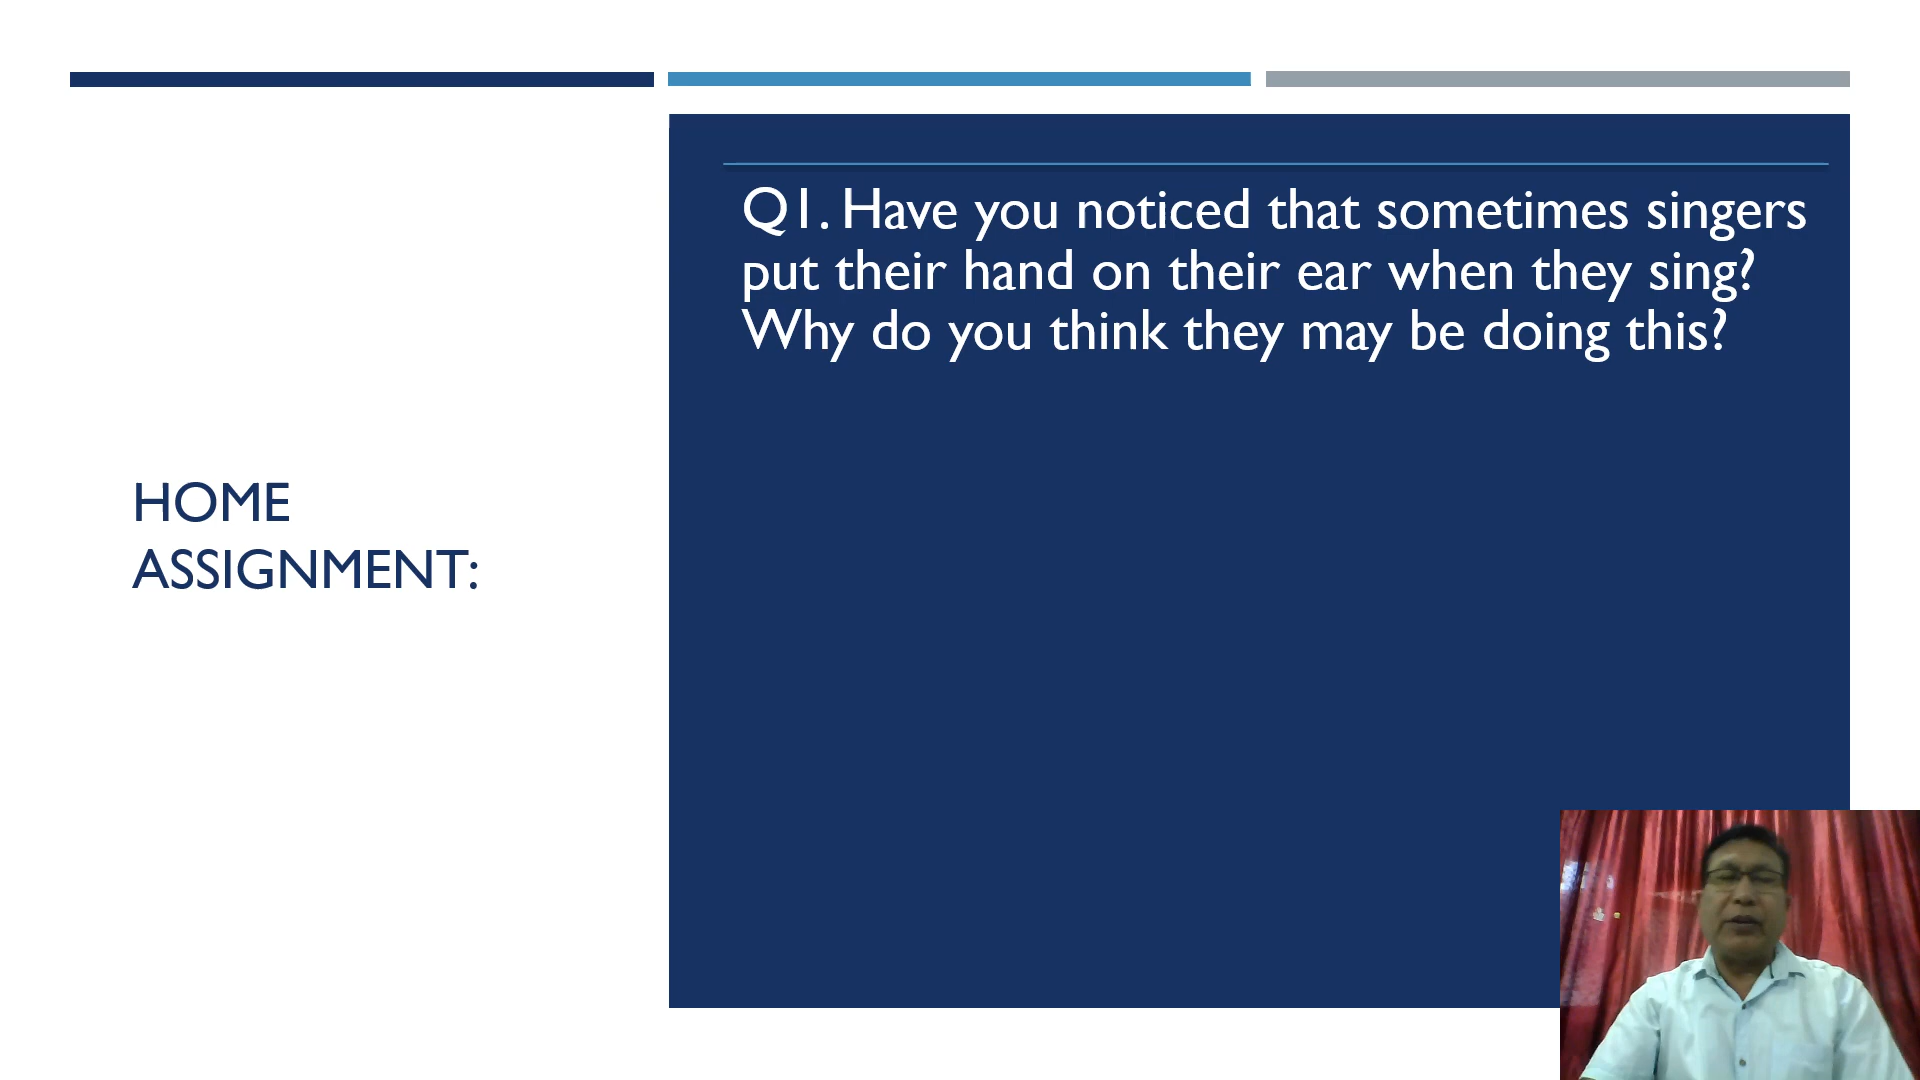 HOME
ASSIGNMENT:
Q1. Have you noticed that sometimes singers
put their hand on their ear when they sing?
Why do you think they may be doing this?